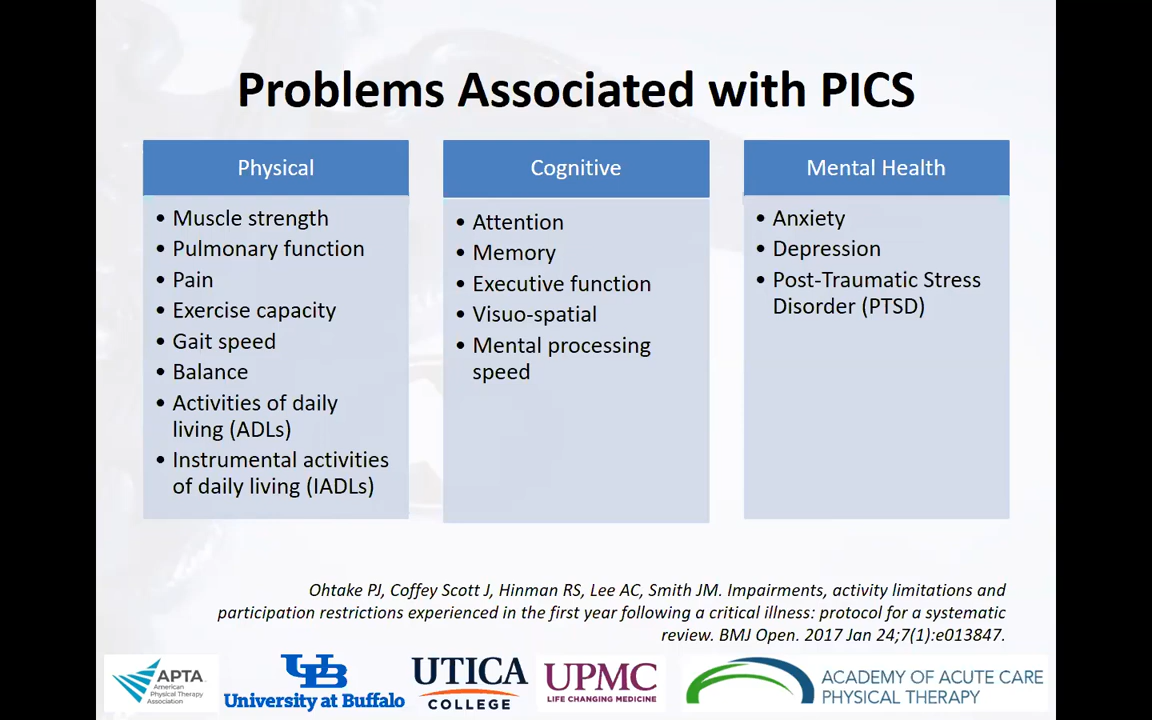 Problems Associated with PICS
Physical
• Muscle strength
• Pulmonary function
• Pain
• Exercise capacity
• Gait speed
• Balance
• Activities of daily
living (ADLs)
• Instrumental activities
of daily living (IADLs)
Cognitive
• Attention
• Memory
• Executive function
• Visuo-spatial
• Mental processing
speed
Mental Health
• Anxiety
• Depression
• Post-Traumatic Stress
Disorder (PTSD)
Ohtake PJ, Coffey Scott J, Hinman RS, Lee AC, Smith JM. Impairments, activity limitations and
participation restrictions experienced in the first year following a critical illness: protocol for a systematic
review. BMJ Open. 2017 Jan 24;7(1):e013847.
APTA
American
Physical Therapy
Association
UB
University at Buffalo
UTICA
COLLEGE
UPMC
LIFE CHANGING MEDICINE
ACADEMY OF ACUTE CARE
PHYSICAL THERAPY